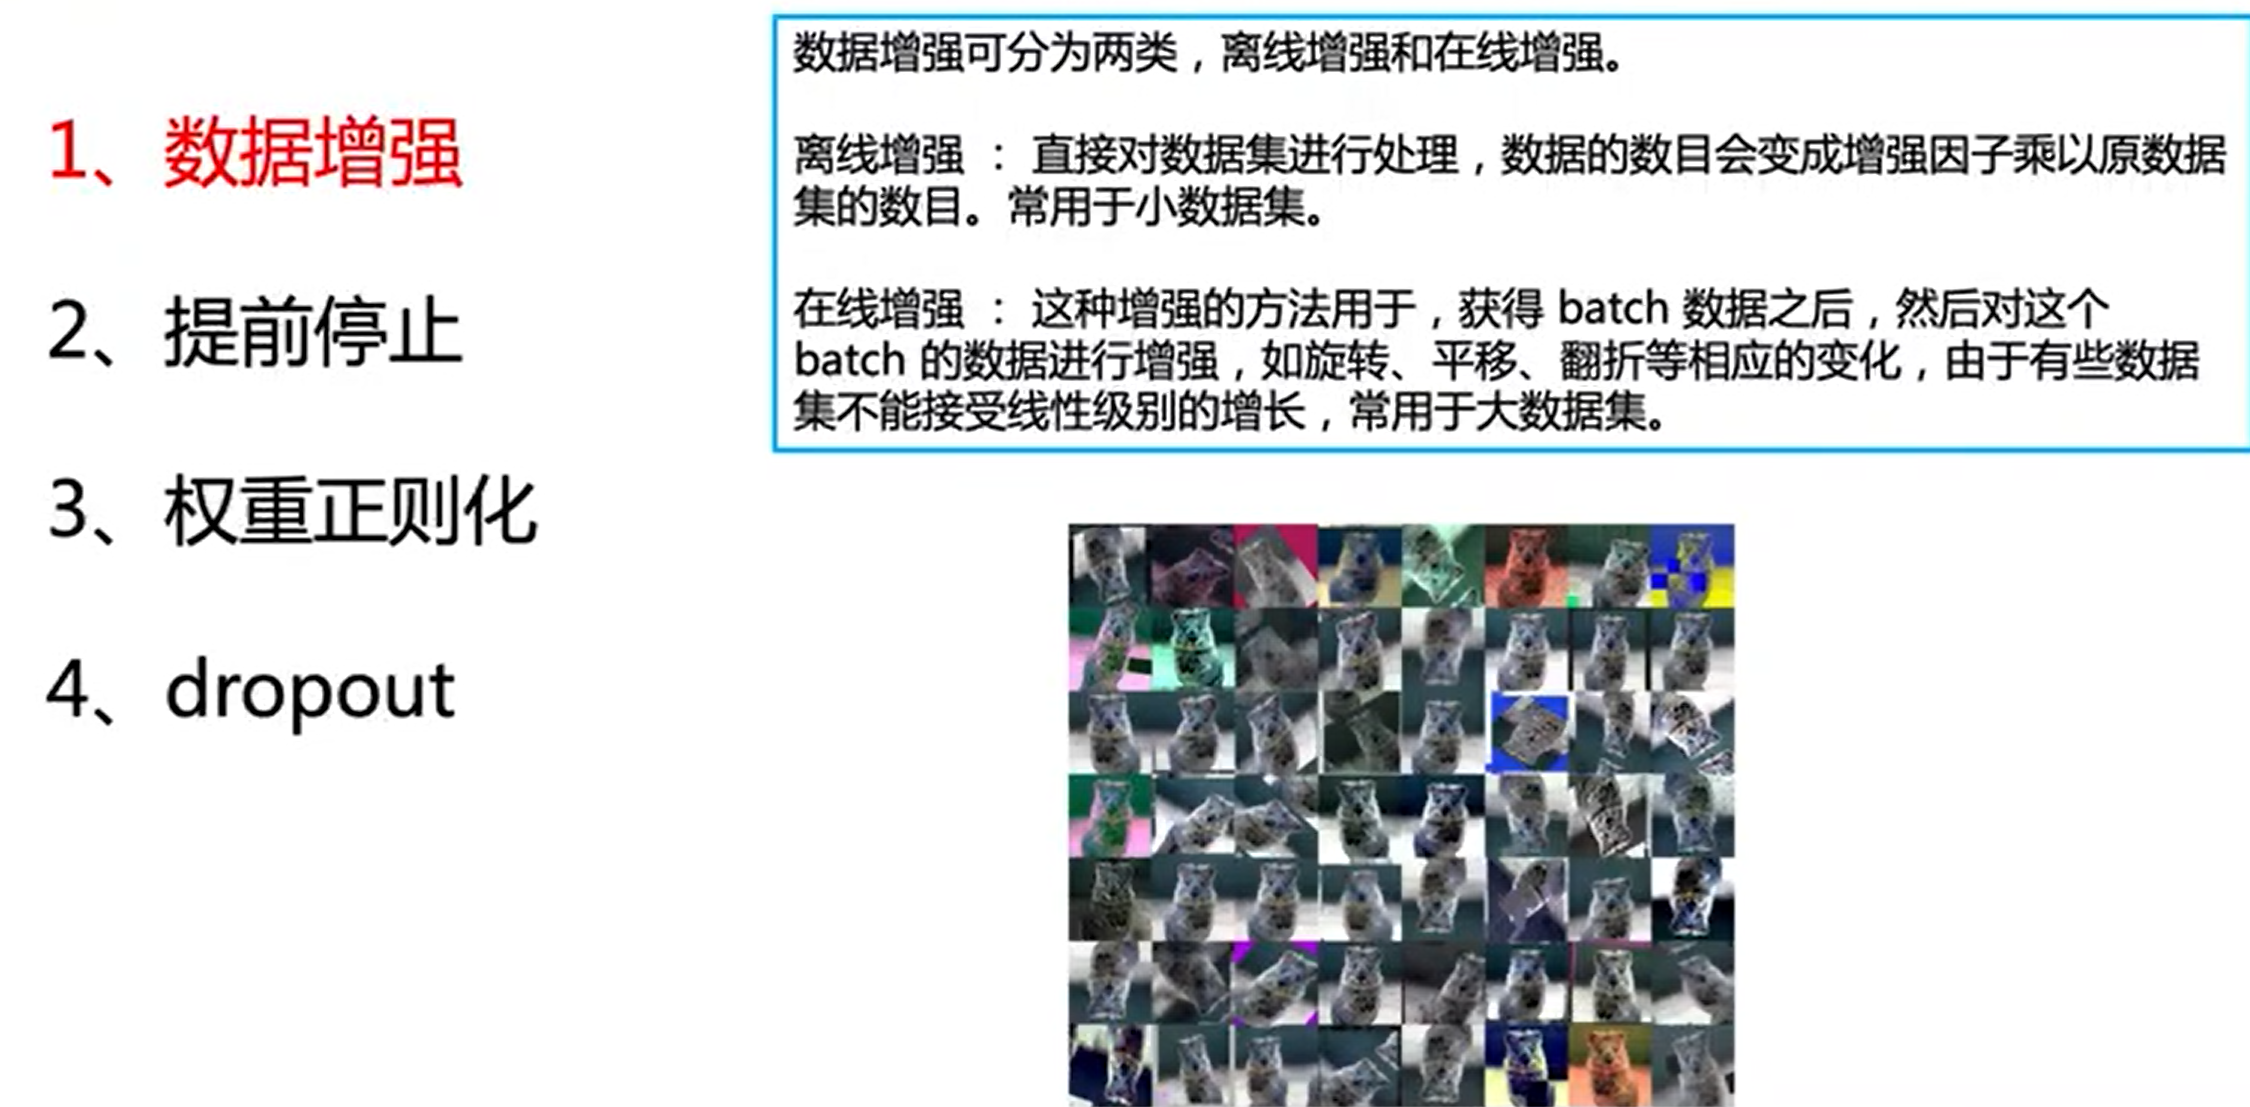 1、数据增强
2、提前停止
3、权重正则化
4、dropout
数据增强可分为两类，离线增强和在线增强。
离线增强 ： 直接对数据集进行处理，数据的数目会变成增强因子乘以原数据
集的数目。常用于小数据集。
在线增强 ： 这种增强的方法用于，获得 batch 数据之后，然后对这个
batch 的数据进行增强，如旋转、平移、翻折等相应的变化，由于有些数据
集不能接受线性级别的增长，常用于大数据集。